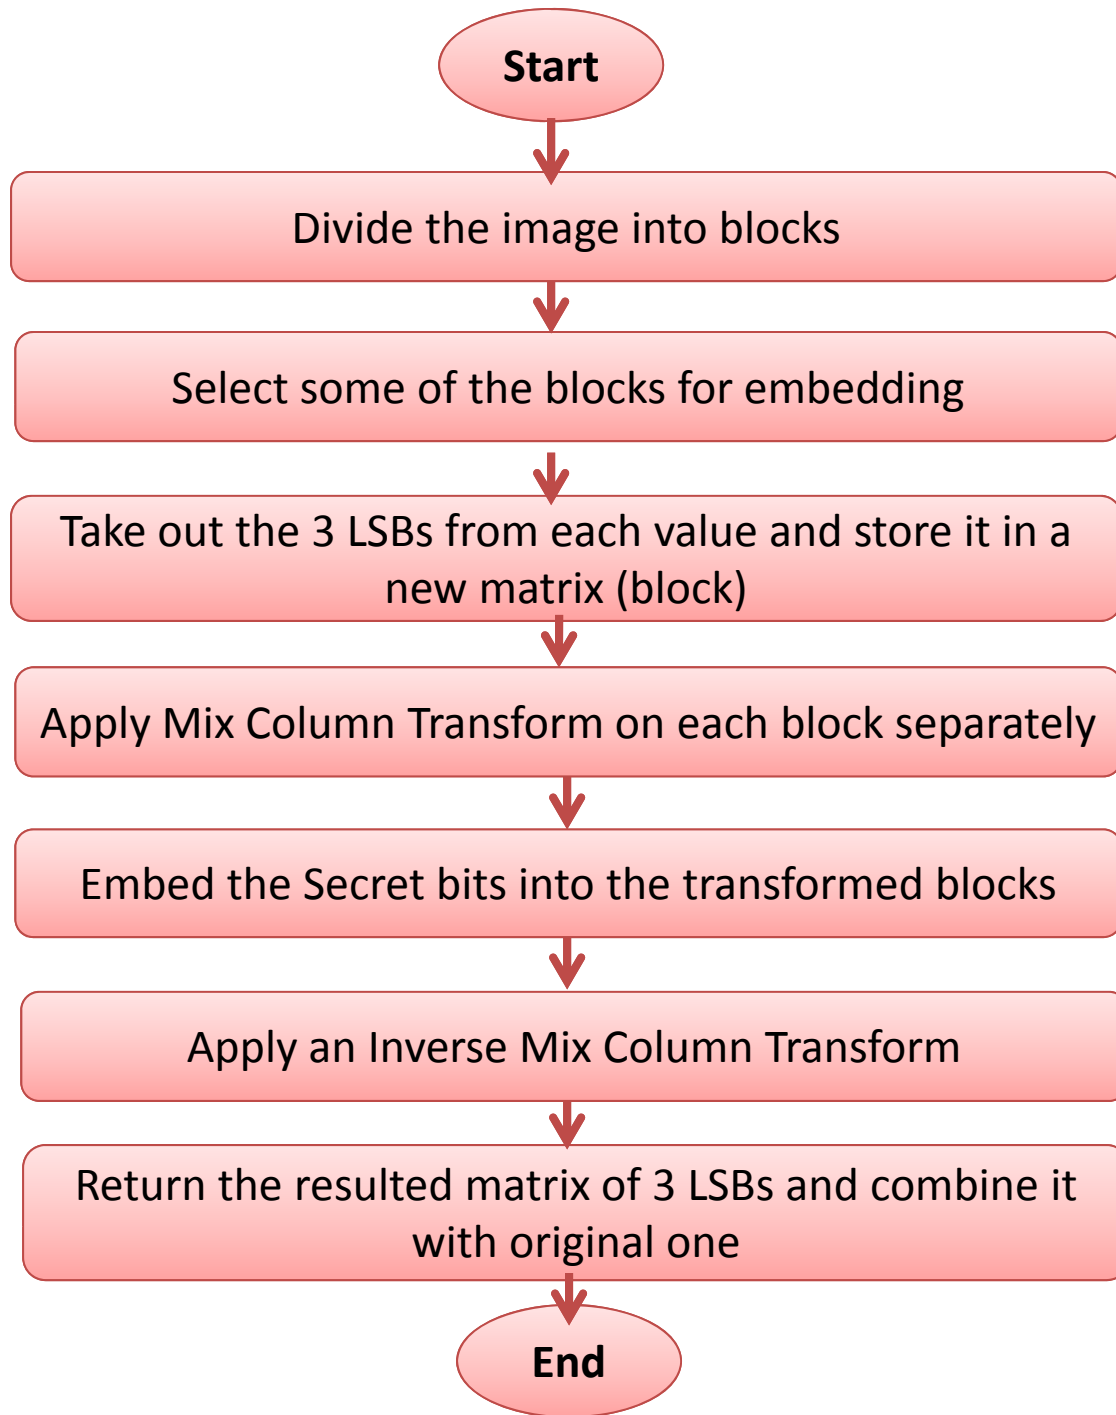 Start
Divide the image into blocks
Select some of the blocks for embedding
Take out the 3 LSBs from each value and store it in a
new matrix (block)
Apply Mix Column Transform on each block separately
Embed the Secret bits into the transformed blocks
Apply an Inverse Mix Column Transform
Return the resulted matrix of 3 LSBs and combine it
with original one
End